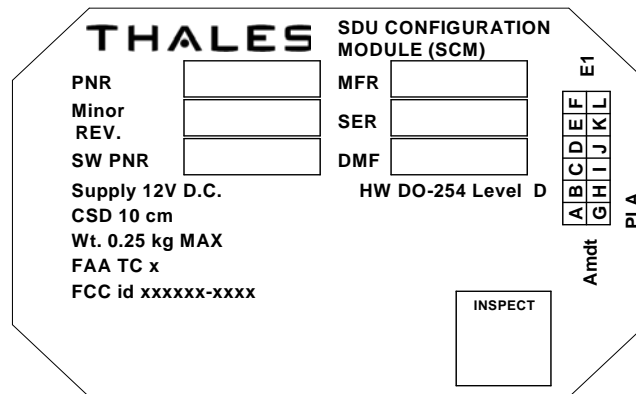 THALES
SDU CONFIGURATION
MODULE (SCM)
PNR
MFR
Minor
REV.
SER
SW PNR
DMF
Supply 12V D.C.
HW DO-254 Level D
CSD 10 cm
Wt. 0.25 kg MAX
FAA TC x
FCC id xxxxxx-xxxx
INSPECT
E1
A B C D E F
G H I J K L
Amdt
PLA